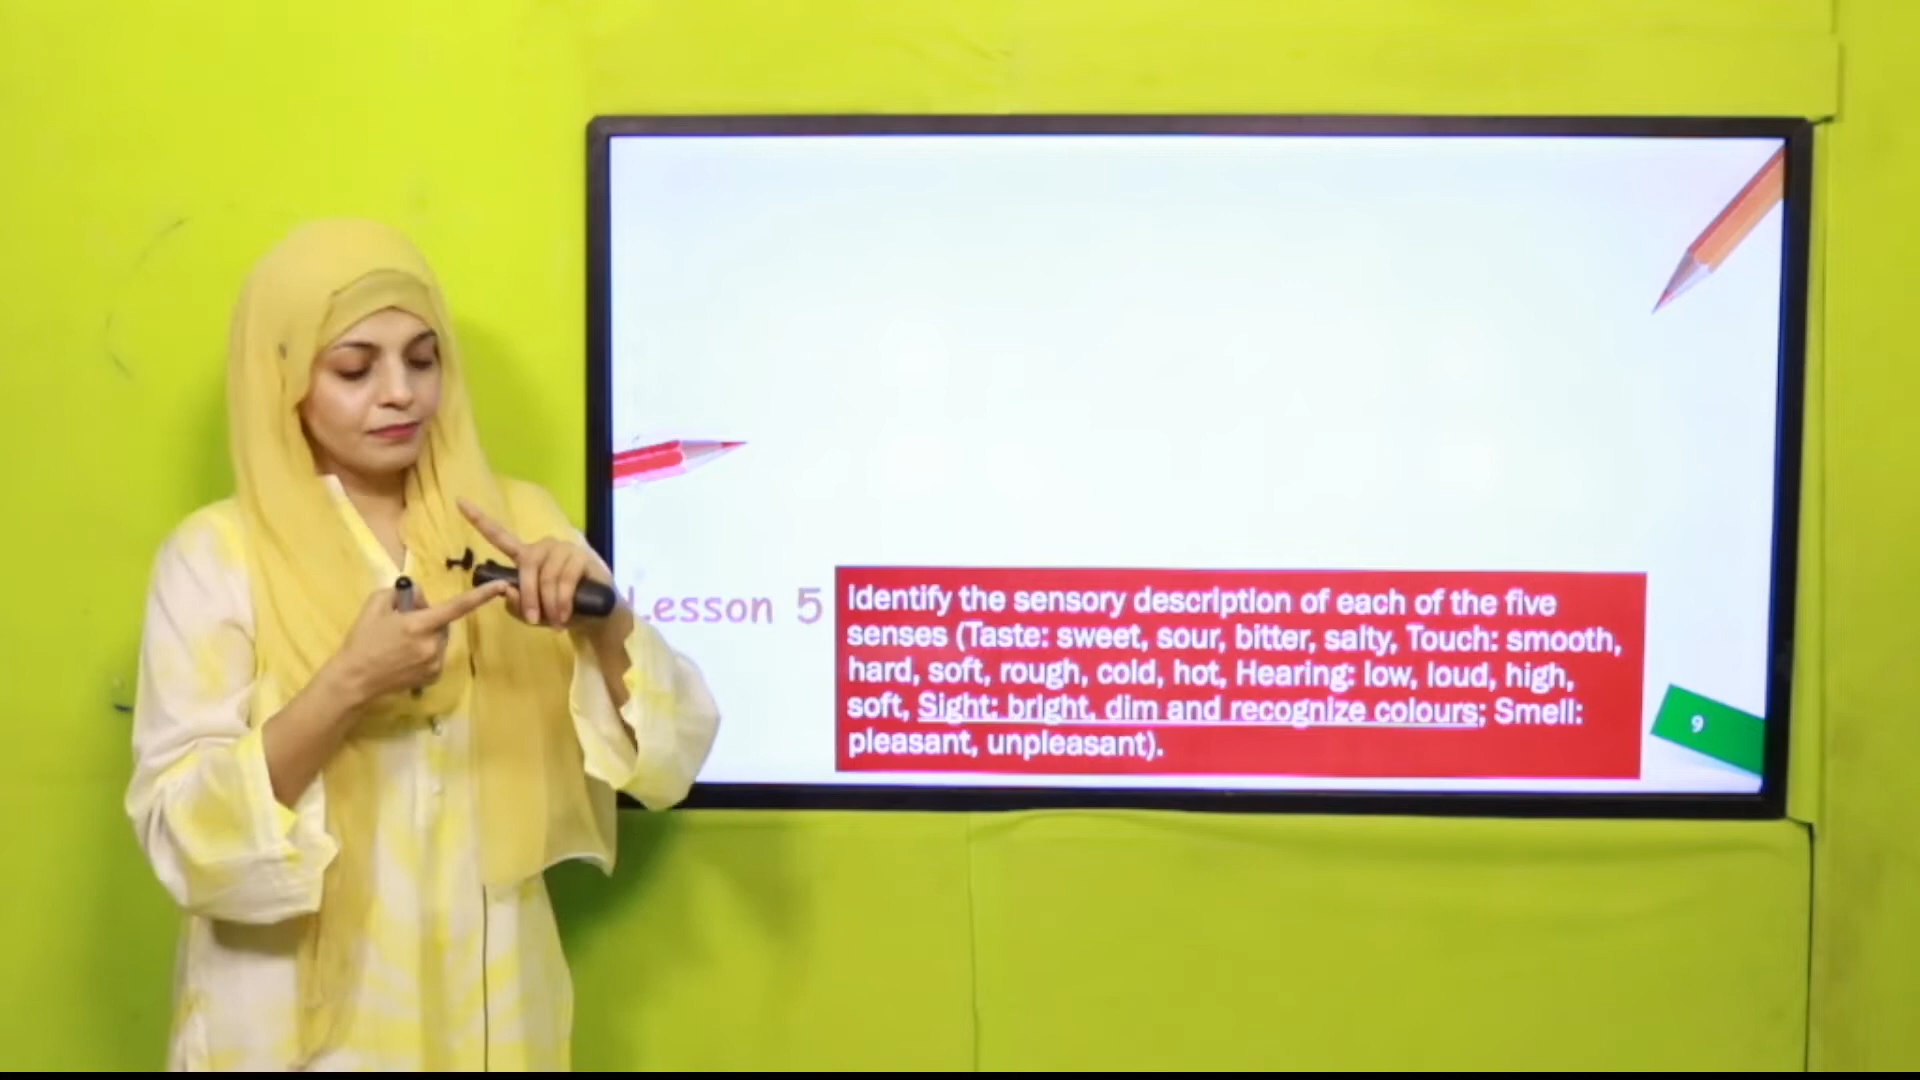 Lesson 5
Identify the sensory description of each of the five
senses (Taste: sweet, sour, bitter, salty, Touch: smooth,
hard, soft, rough, cold, hot, Hearing: low, loud, high,
soft, Sight: bright, dim and recognize colours; Smell:
pleasant, unpleasant).
9